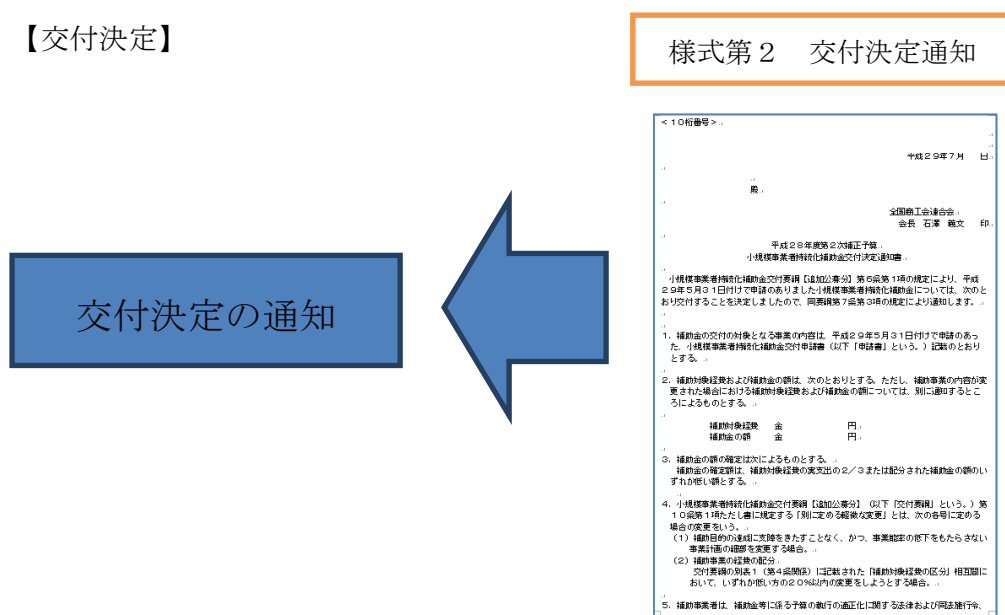 【交付決定】
様式第２　交付決定通知
交付決定の通知
＜１０桁番号＞
平成２９年７月　　日
殿
全国商工会連合会
会長　石澤　義文　　印
平成２８年度第２次補正予算
小規模事業者持続化補助金交付決定通知書
小規模事業者持続化補助金交付要綱【追加公募分】第６条第１項の規定により、平成
２９年５月３１日付けで申請のありました小規模事業者持続化補助金については、次のと
おり交付することを決定しましたので、同要綱第７条第３項の規定により通知します。
１．補助金の交付の対象となる事業の内容は、平成２９年５月３１日付けで申請のあっ
た、小規模事業者持続化補助金交付申請書（以下「申請書」という。）記載のとおり
とする。
２．補助対象経費および補助金の額は、次のとおりとする。ただし、補助事業の内容が変
更された場合における補助対象経費および補助金の額については、別に通知するとこ
ろによるものとする。
補助対象経費　　金　　　　　　円
補助金の額　　　金　　　　　　円
３．補助金の額の確定は次によるものとする。
補助金の確定額は、補助対象経費の実支出の２／３または配分された補助金の額のい
ずれか低い額とする。
４．小規模事業者持続化補助金交付要綱【追加公募分】（以下「交付要綱」という。）第
１０条第１項ただし書に規定する「別に定める軽微な変更」とは、次の各号に定める
場合の変更をいう。
（１）補助目的の達成に支障をきたすことなく、かつ、事業能率の低下をもたらさない
事業計画の細部を変更する場合。
（２）補助事業の経費の配分
交付要綱の別表１（第４条関係）に記載された「補助対象経費の区分」相互間に
おいて、いずれか低い方の２０％以内の変更をしようとする場合。
５．補助事業者は、補助金等に係る予算の執行の適正化に関する法律および同法施行令、